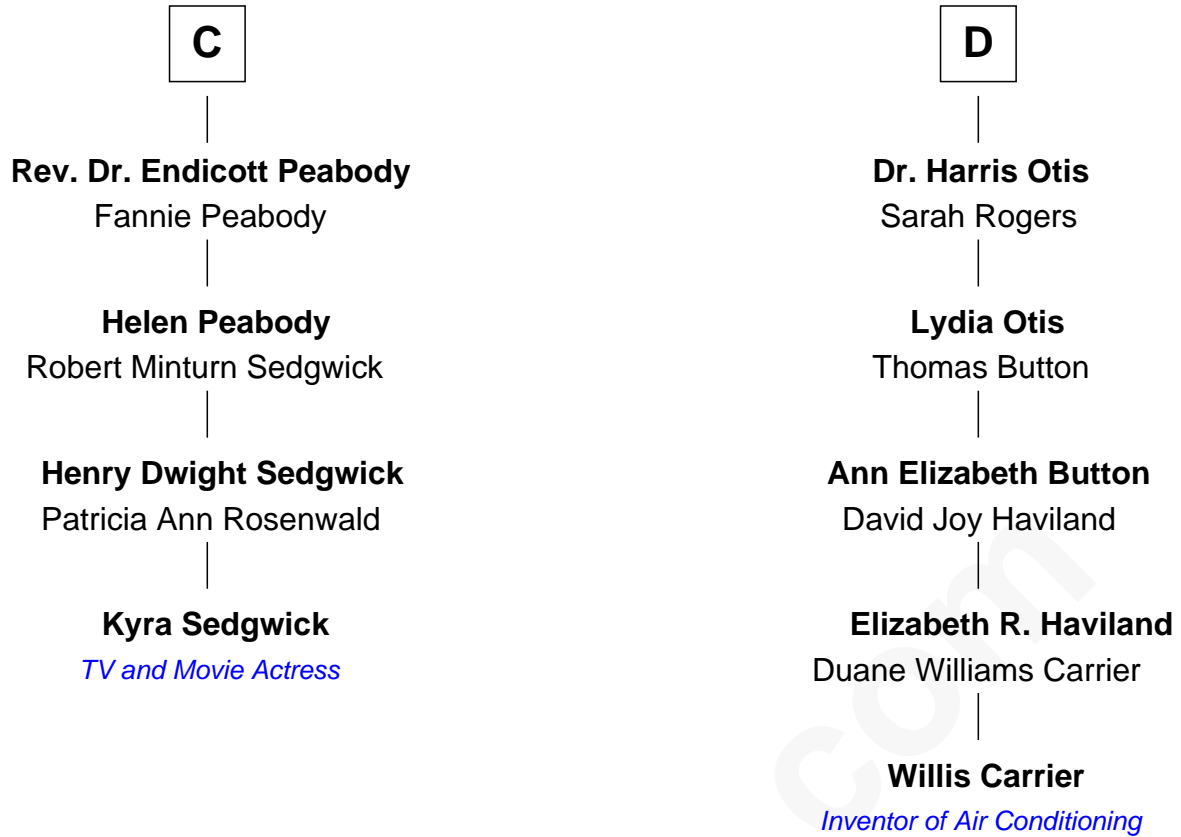 C
Rev. Dr. Endicott Peabody
Fannie Peabody
Helen Peabody
Robert Minturn Sedgwick
Henry Dwight Sedgwick
Patricia Ann Rosenwald
Kyra Sedgwick
TV and Movie Actress
D
Dr. Harris Otis
Sarah Rogers
Lydia Otis
Thomas Button
Ann Elizabeth Button
David Joy Haviland
Elizabeth R. Haviland
Duane Williams Carrier
Willis Carrier
Inventor of Air Conditioning
com